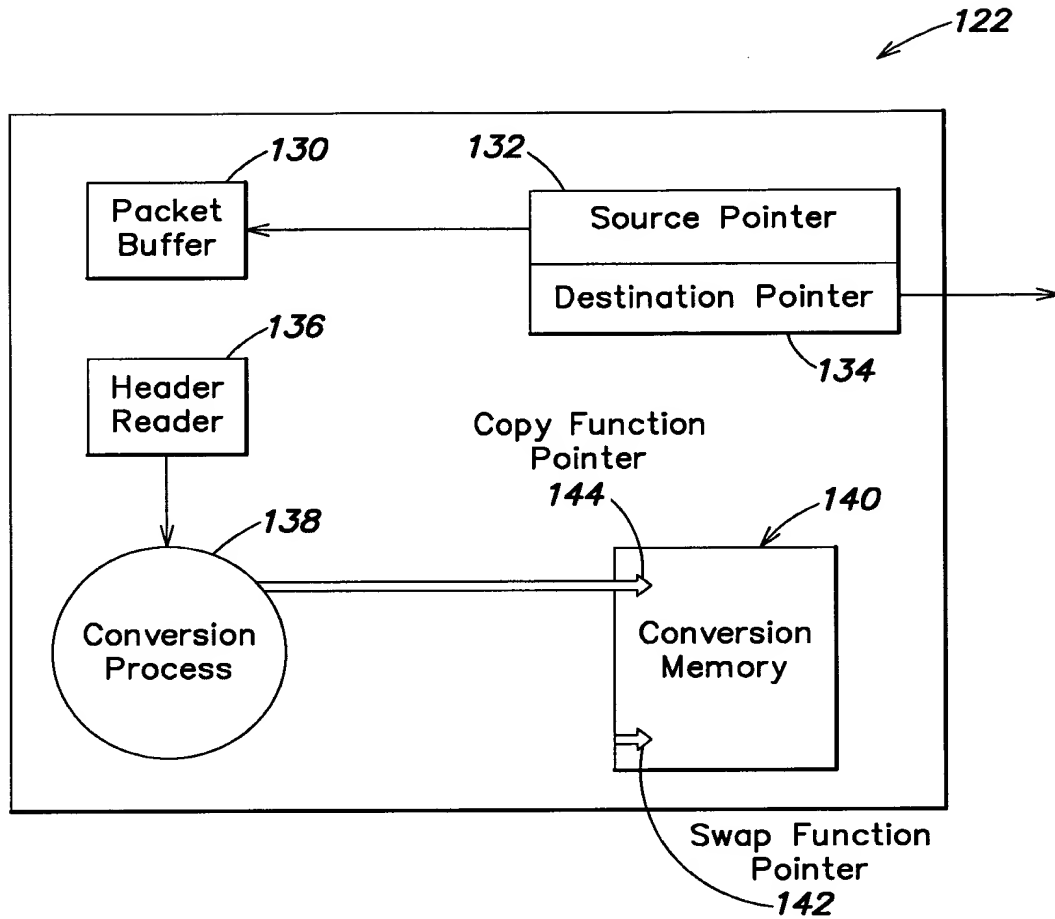 122
130
132
Packet
Buffer
Source Pointer
Destination Pointer
134
136
Header
Reader
Copy Function
Pointer
144
140
138
Conversion
Process
Conversion
Memory
Swap Function
Pointer
142